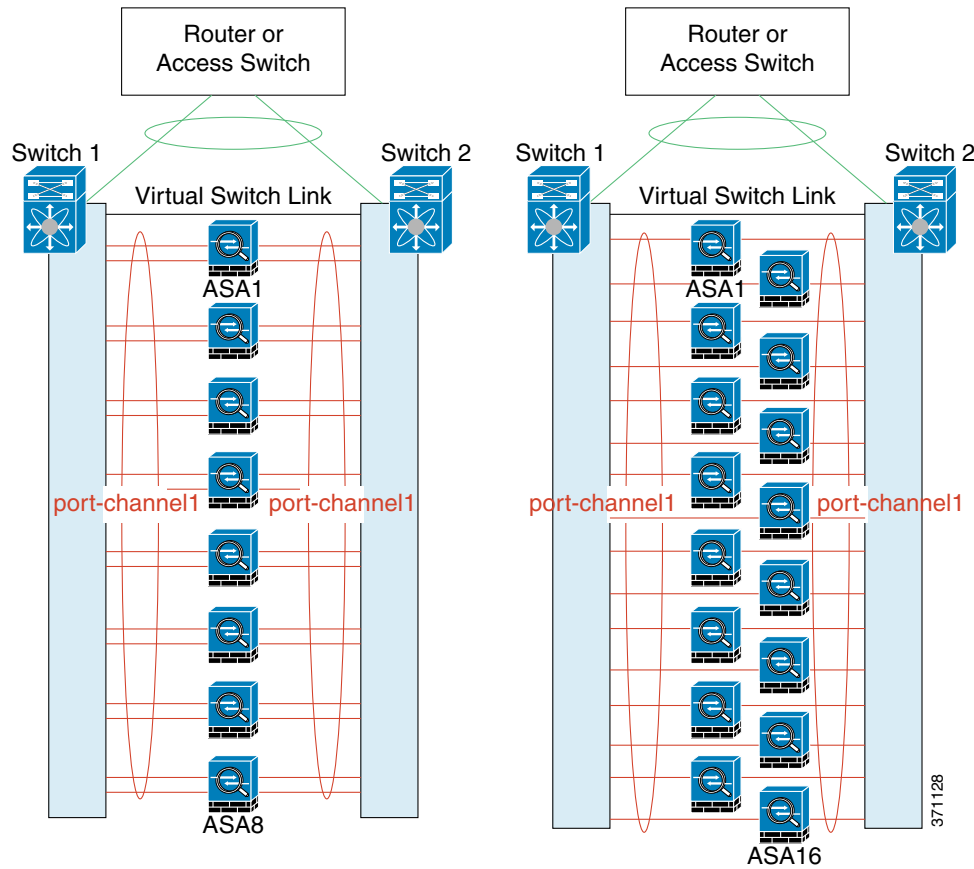 Router or
Access Switch
Switch 1
Switch 2
Virtual Switch Link
ASA1
port-channel1
port-channel1
ASA8
Router or
Access Switch
Switch 1
Switch 2
Virtual Switch Link
ASA1
port-channel1
port-channel1
ASA16
371128